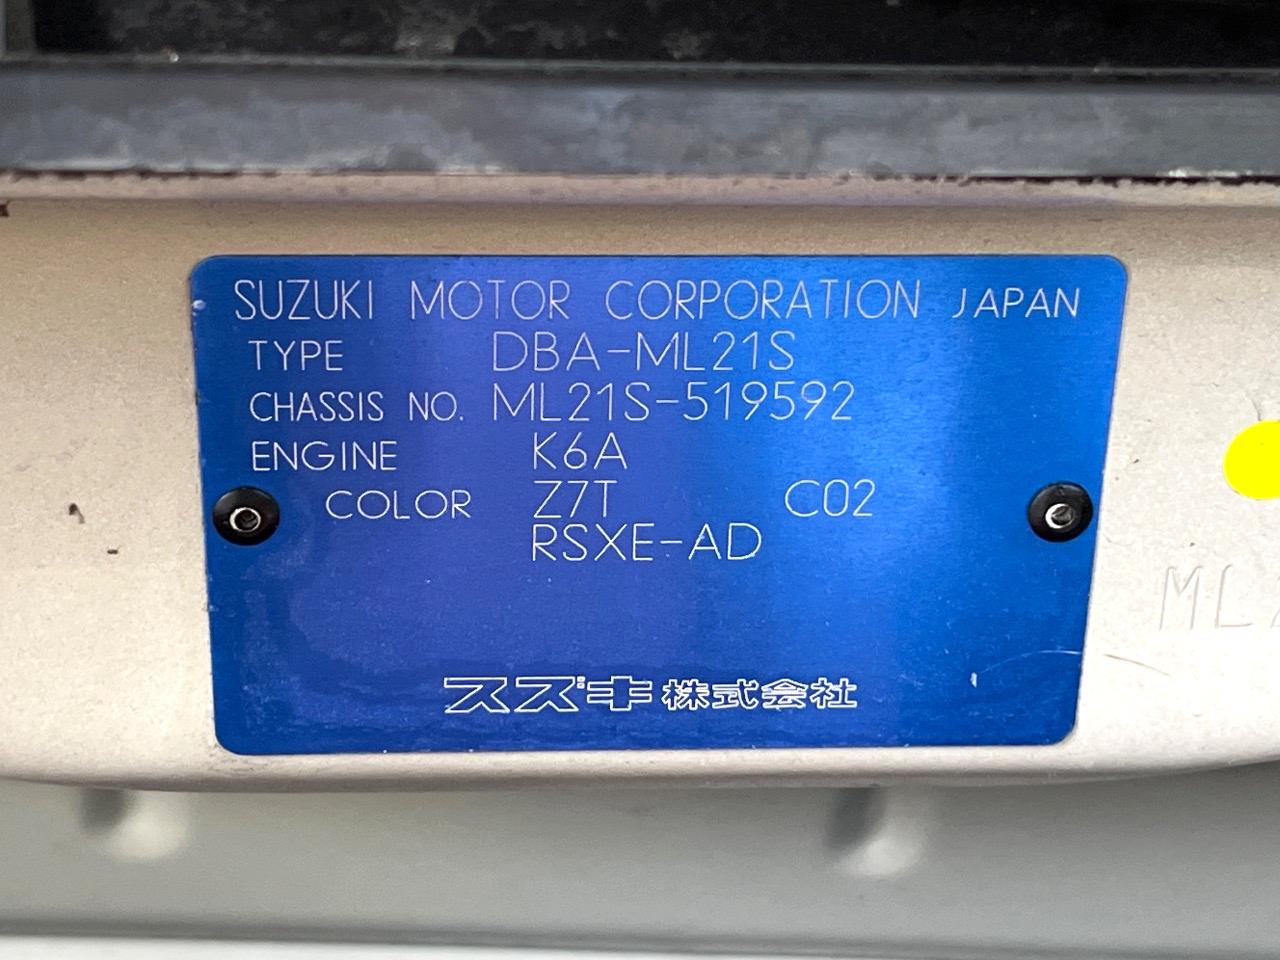 SUZUKI MOTOR CORPORATION JAPAN
TYPE DBA-ML21S
CHASSIS NO. ML21S-519592
ENGINE K6A
COLOR Z7T C02
RSXE-AD
スズキ株式会社
ML2